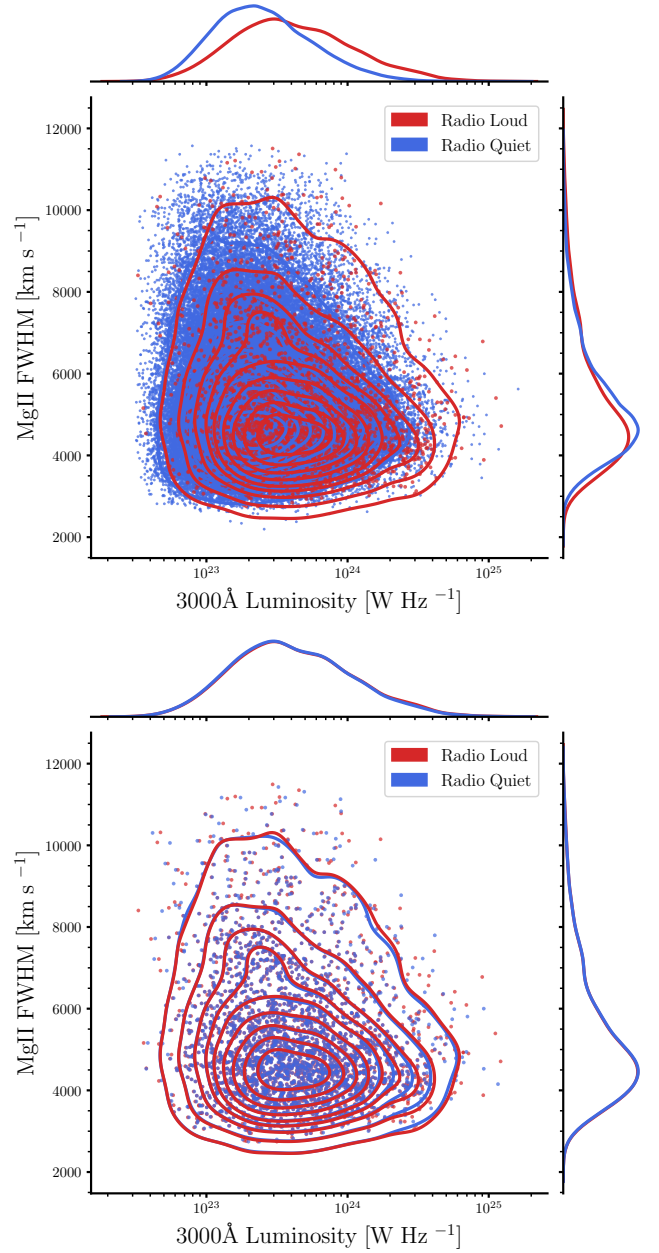 Radio Loud
Radio Quiet
12000
10000
8000
6000
4000
2000
MgII FWHM [km s −1]
10^23
10^24
10^25
3000Å Luminosity [W Hz −1]
Radio Loud
Radio Quiet
12000
10000
8000
6000
4000
2000
MgII FWHM [km s −1]
10^23
10^24
10^25
3000Å Luminosity [W Hz −1]